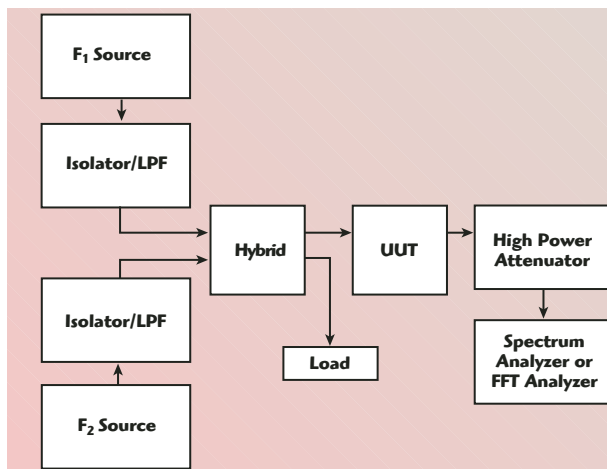 F₁ Source
Isolator/LPF
Hybrid
UUT
High Power
Attenuator
Isolator/LPF
Load
Spectrum
Analyzer or
FFT Analyzer
F₂ Source